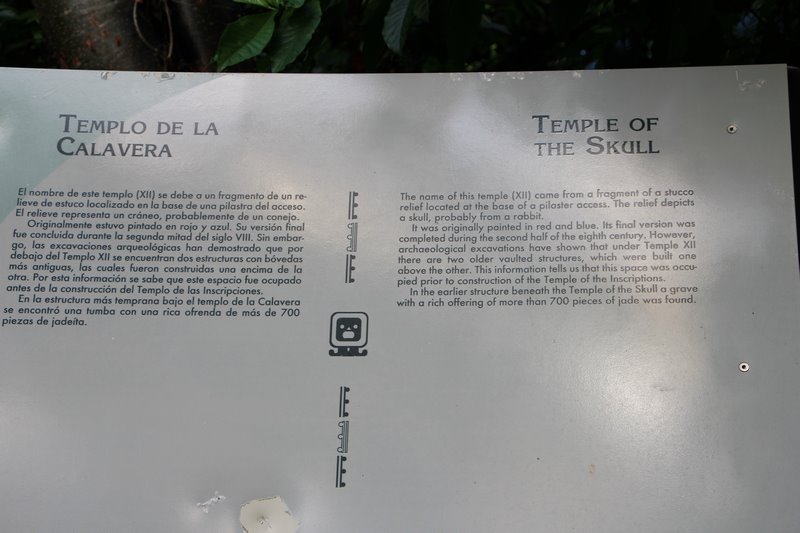 TEMPLO DE LA
CALAVERA
El nombre de este templo (XII) se debe a un fragmento de un re-
lieve de estuco localizado en la base de una pilastra del acceso.
El relieve representa un cráneo, probablemente de un conejo.
Originalmente estuvo pintado en rojo y azul. Su versión final
fue concluida durante la segunda mitad del siglo VIII. Sin embar-
go, las excavaciones arqueológicas han demostrado que por
debajo del Templo XII se encuentran dos estructuras con bóvedas
más antiguas, las cuales fueron construidas una encima de la
otra. Por esta información se sabe que este espacio fue ocupado
antes de la construcción del Templo de las Inscripciones.
En la estructura más temprana bajo el templo de la Calavera
se encontró una tumba con una rica ofrenda de más de 700
piezas de jadeíta.
TEMPLE OF
THE SKULL
The name of this temple (XII) came from a fragment of a stucco
relief located at the base of a pilaster access. The relief depicts
a skull, probably from a rabbit.
It was originally painted in red and blue. Its final version was
completed during the second half of the eighth century. However,
archaeological excavations have shown that under Temple XII
there are two older vaulted structures, which were built one
above the other. This information tells us that this space was occu-
pied prior to construction of the Temple of the Inscriptions.
In the earlier structure beneath the Temple of the Skull a grave
with a rich offering of more than 700 pieces of jade was found.